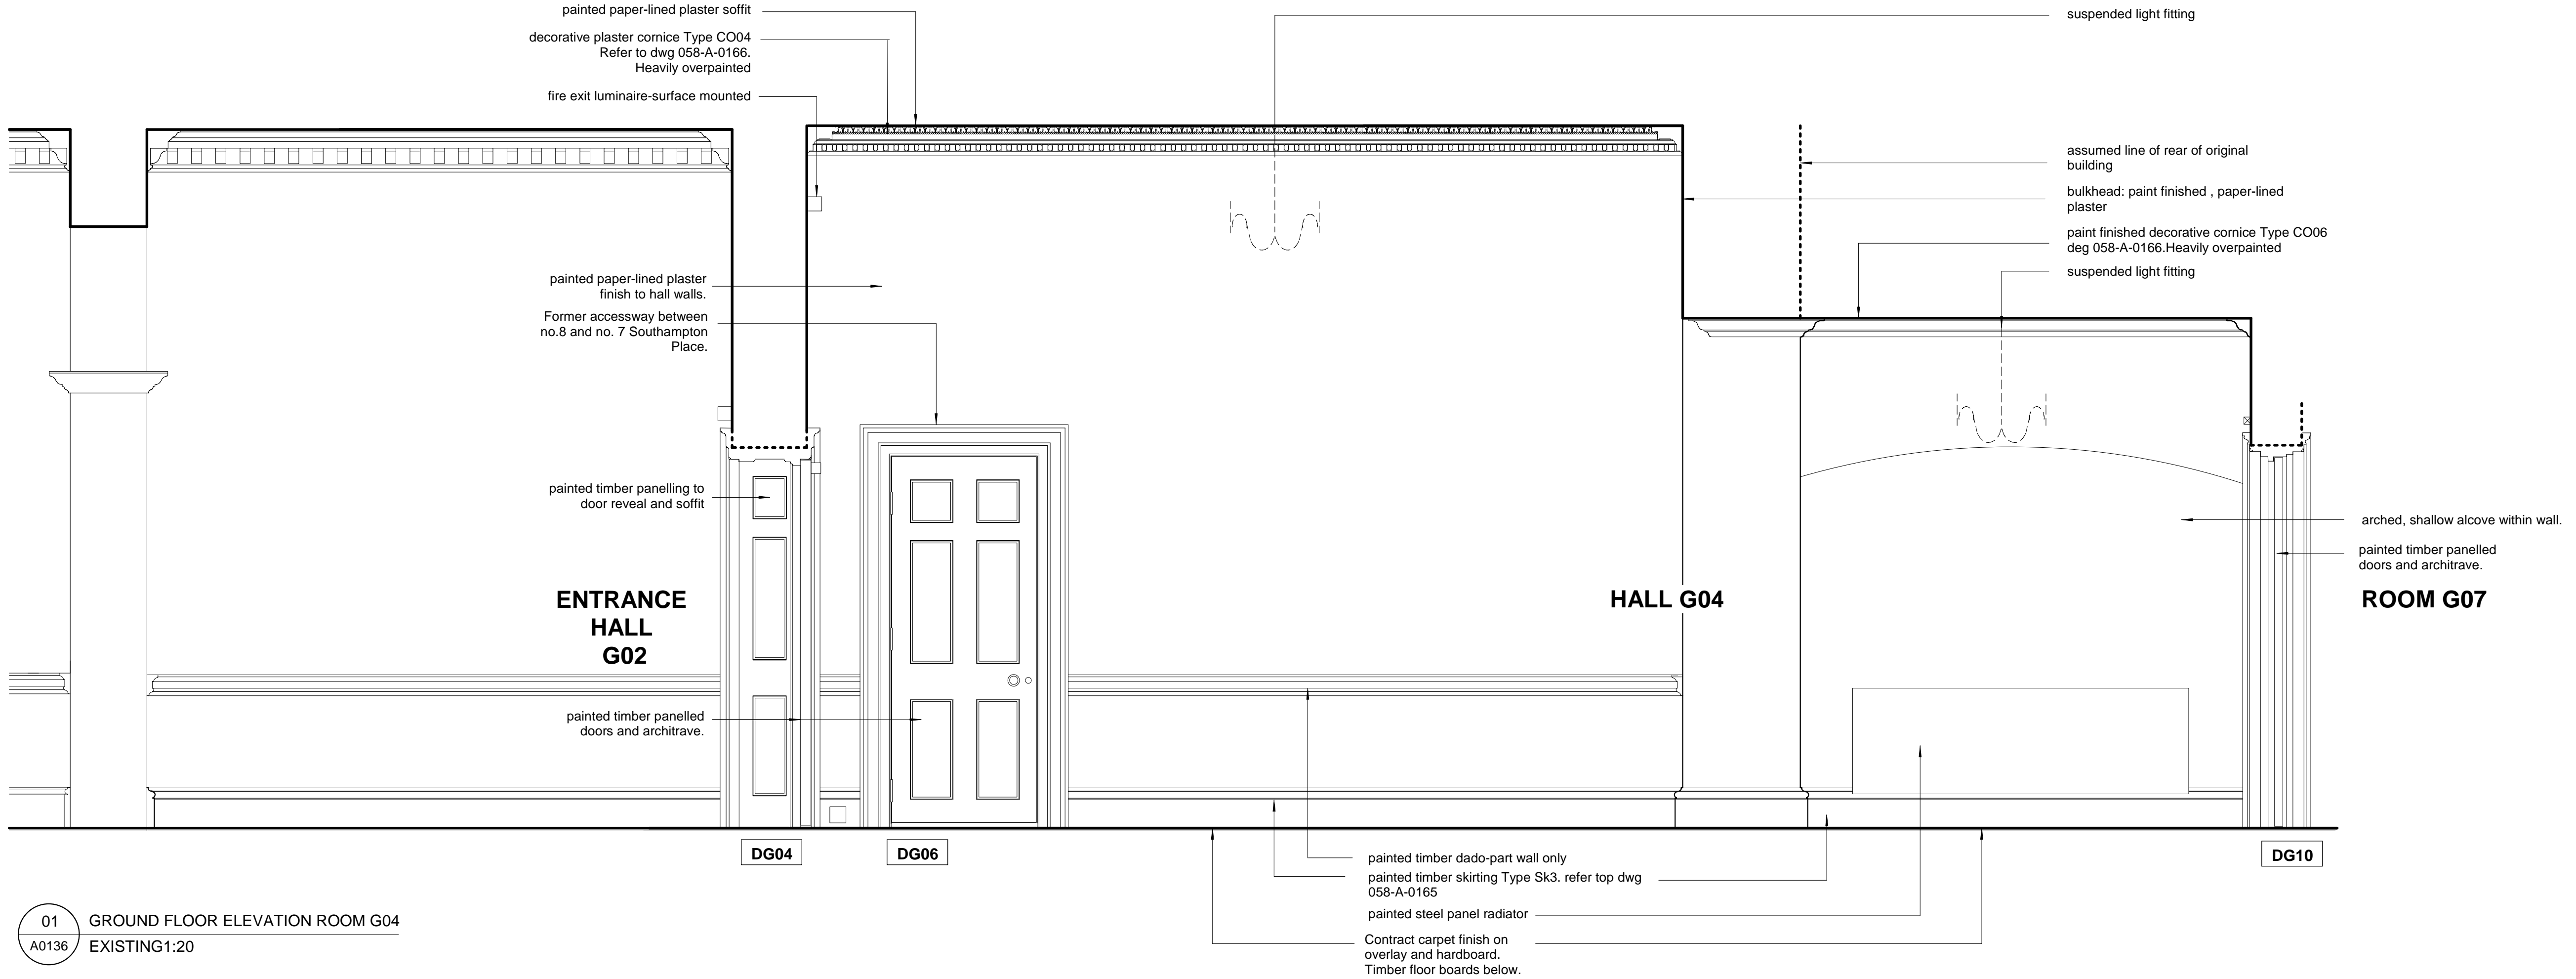 painted paper-lined plaster soffit
decorative plaster cornice Type CO04
Refer to dwg 058-A-0166.
Heavily overpainted
fire exit luminaire-surface mounted
suspended light fitting
assumed line of rear of original
building
bulkhead: paint finished , paper-lined
plaster
paint finished decorative cornice Type CO06
deg 058-A-0166.Heavily overpainted
suspended light fitting
painted paper-lined plaster
finish to hall walls.
Former accessway between
no.8 and no. 7 Southampton
Place.
painted timber panelling to
door reveal and soffit
arched, shallow alcove within wall.
painted timber panelled
doors and architrave.
ENTRANCE
HALL
G02
HALL G04
ROOM G07
painted timber panelled
doors and architrave.
DG04
DG06
DG10
painted timber dado-part wall only
painted timber skirting Type Sk3. refer top dwg
058-A-0165
painted steel panel radiator
Contract carpet finish on
overlay and hardboard.
Timber floor boards below.
01
A0136
GROUND FLOOR ELEVATION ROOM G04
EXISTING1:20